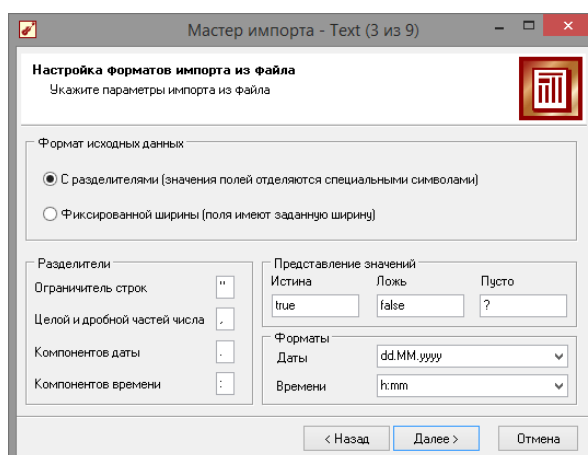 Мастер импорта - Text (3 из 9)
Настройка форматов импорта из файла
Укажите параметры импорта из файла
Формат исходных данных
С разделителями (значения полей отделяются специальными символами)
Фиксированной ширины (поля имеют заданную ширину)
Разделители
Ограничитель строк "
Целой и дробной частей числа ,
Компонентов даты .
Компонентов времени :
Представление значений
Истина Ложь Пусто
true false ?
Форматы
Даты dd.MM.yyyy
Времени h:mm
< Назад Далее > Отмена